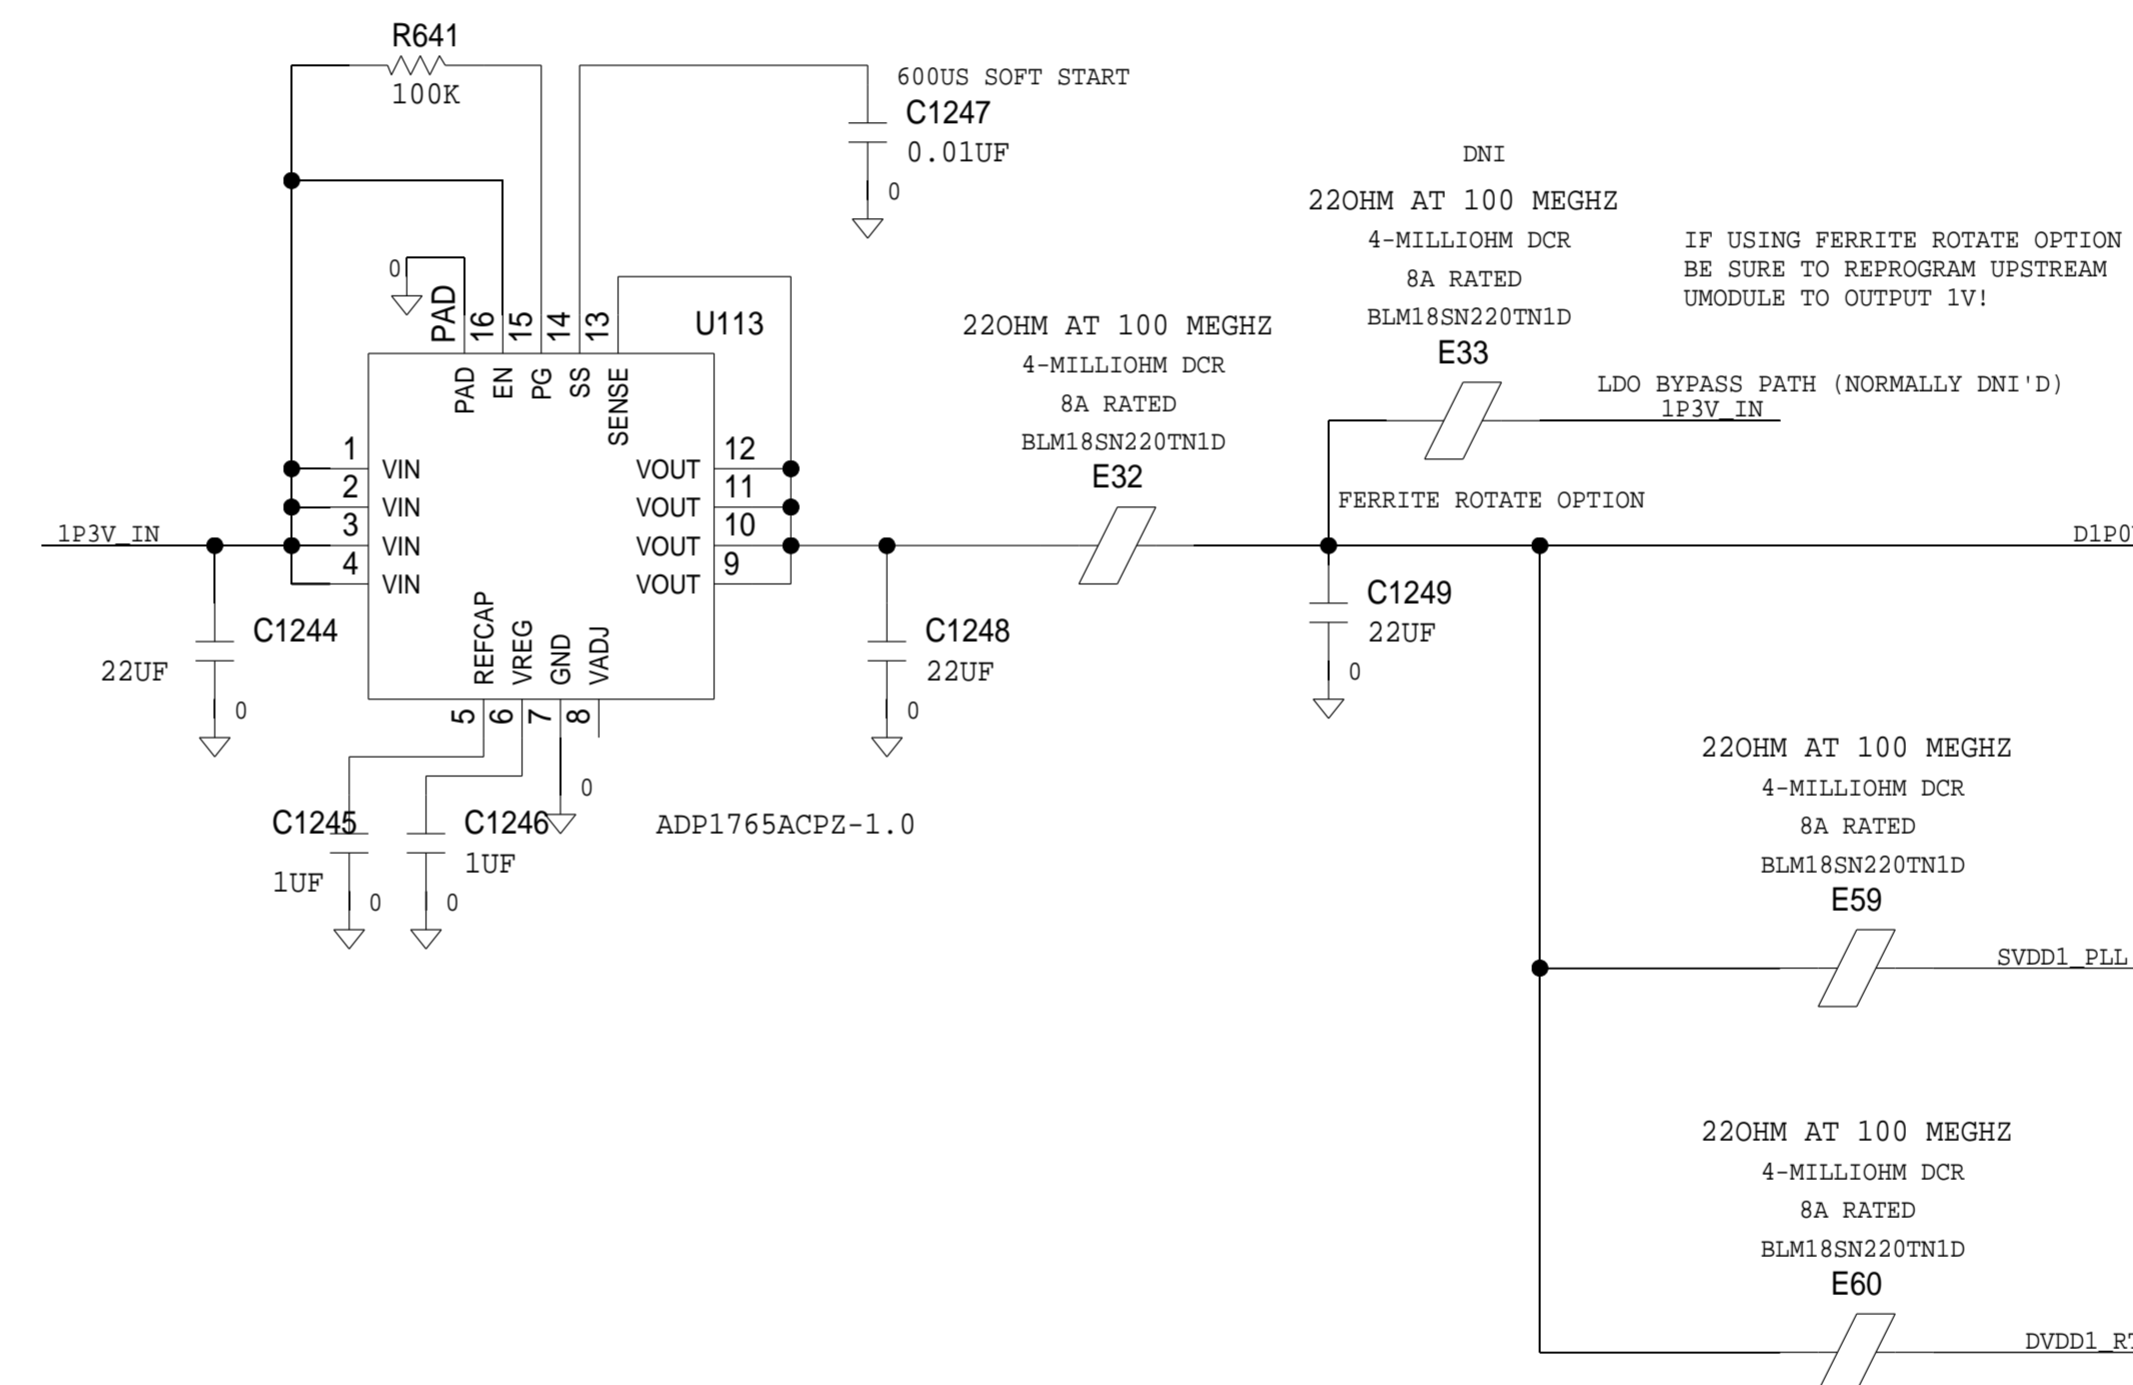 R641
100K
600US SOFT START
C1247
0.01UF
0
DNI
22OHM AT 100 MEGHZ
4-MILLIOHM DCR
8A RATED
BLM18SN220TN1D
E33
IF USING FERRITE ROTATE OPTION
BE SURE TO REPROGRAM UPSTREAM
UMODULE TO OUTPUT 1V!
LDO BYPASS PATH (NORMALLY DNI'D)
1P3V_IN
FERRITE ROTATE OPTION
0
PAD
16
15
14
13
U113
PAD
EN
PG
SS
SENSE
22OHM AT 100 MEGHZ
4-MILLIOHM DCR
8A RATED
BLM18SN220TN1D
E32
1
VIN
2
VIN
3
VIN
4
VIN
VOUT
12
VOUT
11
VOUT
10
VOUT
9
1P3V_IN
D1P0
C1244
22UF
0
REFCAP
VREG
GND
VADJ
5
6
7
8
C1248
22UF
0
C1249
22UF
0
0
C1245
1UF
0
C1246
1UF
0
ADP1765ACPZ-1.0
22OHM AT 100 MEGHZ
4-MILLIOHM DCR
8A RATED
BLM18SN220TN1D
E59
SVDD1_PLL
22OHM AT 100 MEGHZ
4-MILLIOHM DCR
8A RATED
BLM18SN220TN1D
E60
DVDD1_R